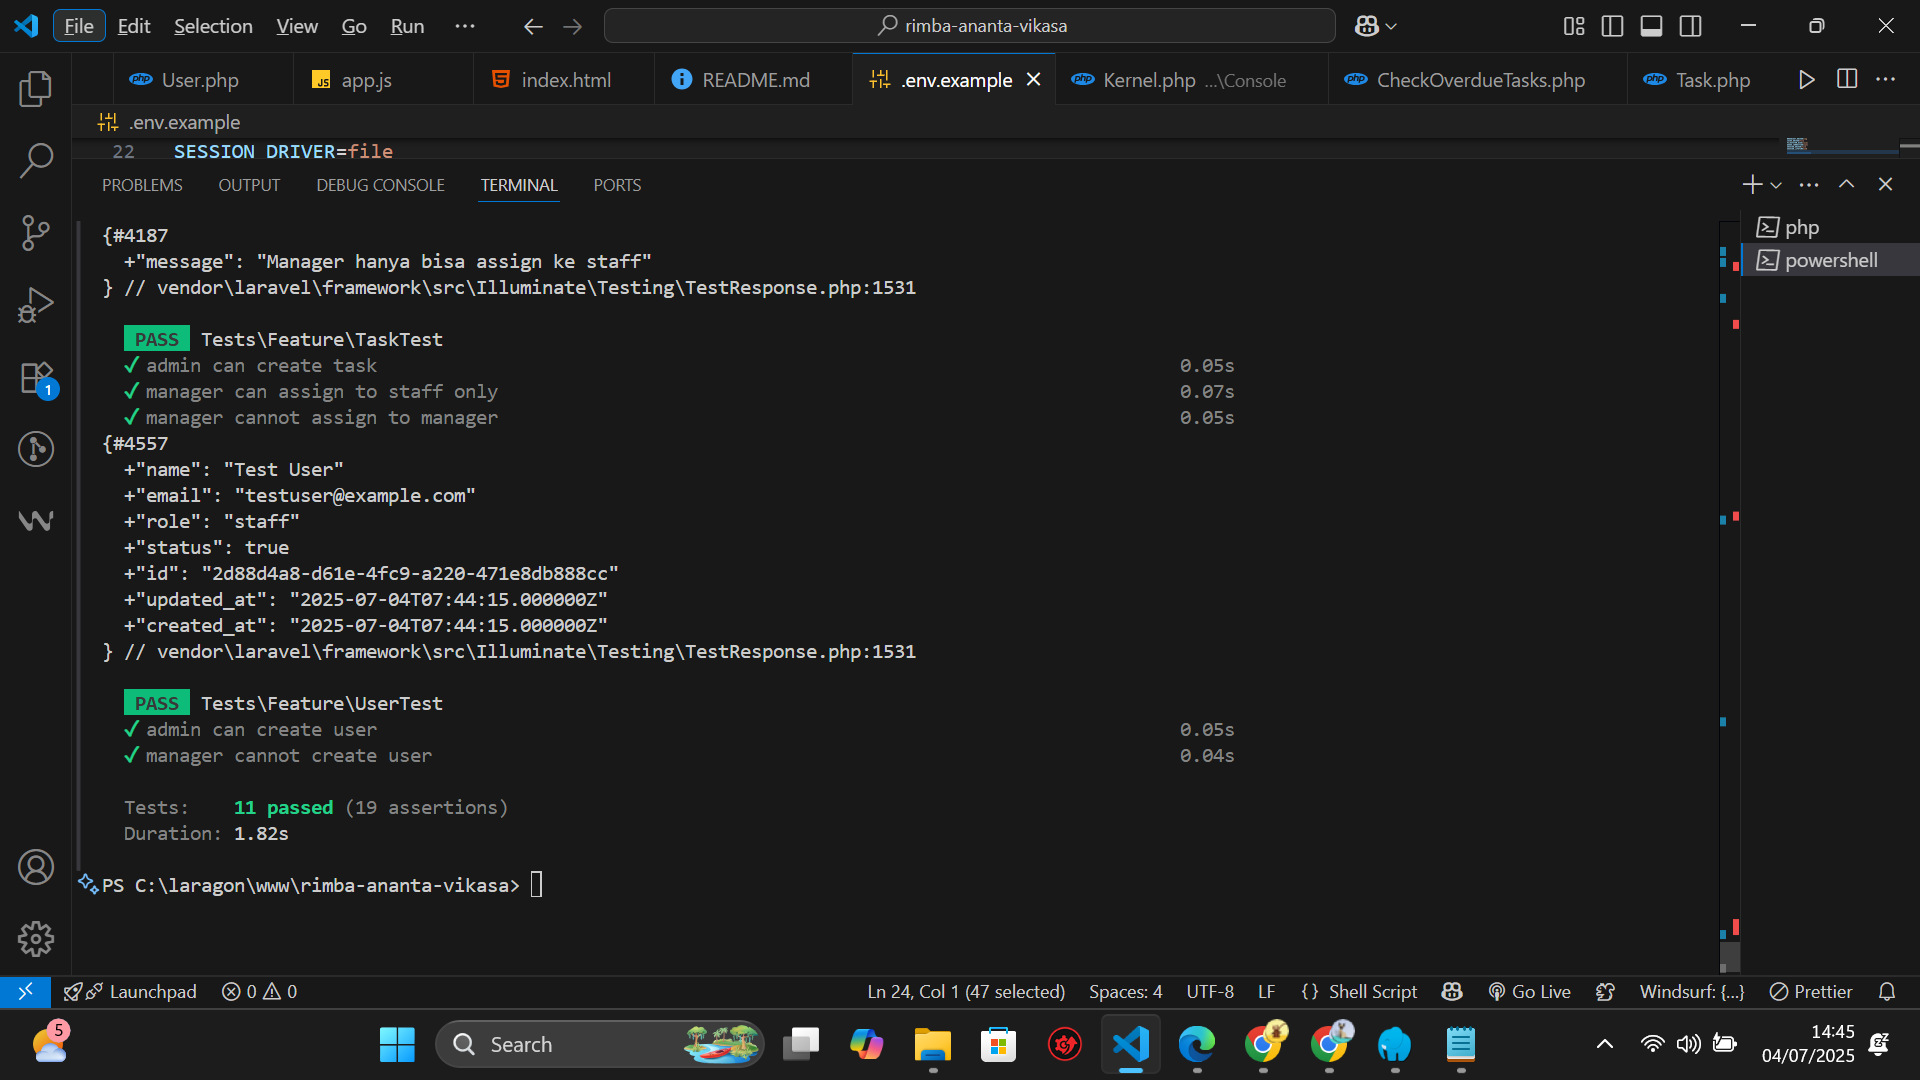 File Edit Selection View Go Run ... rimba-ananta-vikasa
User.php app.js index.html README.md .env.example Kernel.php ...\Console CheckOverdueTasks.php Task.php
.env.example
22 SESSION_DRIVER=file
PROBLEMS OUTPUT DEBUG CONSOLE TERMINAL PORTS
php
powershell
{#4187
+"message": "Manager hanya bisa assign ke staff"
} // vendor\laravel\framework\src\Illuminate\Testing\TestResponse.php:1531
PASS Tests\Feature\TaskTest
✓ admin can create task 0.05s
✓ manager can assign to staff only 0.07s
✓ manager cannot assign to manager 0.05s
{#4557
+"name": "Test User"
+"email": "testuser@example.com"
+"role": "staff"
+"status": true
+"id": "2d88d4a8-d61e-4fc9-a220-471e8db888cc"
+"updated_at": "2025-07-04T07:44:15.000000Z"
+"created_at": "2025-07-04T07:44:15.000000Z"
} // vendor\laravel\framework\src\Illuminate\Testing\TestResponse.php:1531
PASS Tests\Feature\UserTest
✓ admin can create user 0.05s
✓ manager cannot create user 0.04s
Tests: 11 passed (19 assertions)
Duration: 1.82s
PS C:\laragon\www\rimba-ananta-vikasa>
1
Launchpad 0 0 Ln 24, Col 1 (47 selected) Spaces: 4 UTF-8 LF {} Shell Script Go Live Windsurf: {...} Prettier
5 Search 14:45
04/07/2025